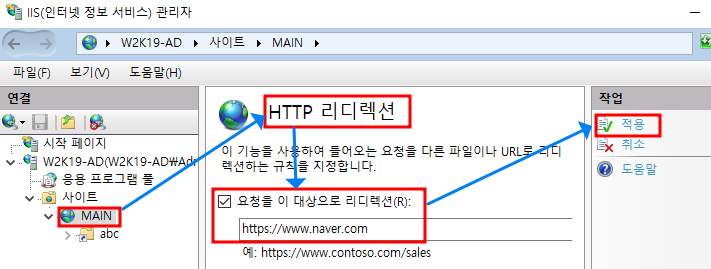 IIS(인터넷 정보 서비스) 관리자
W2K19-AD 사이트 MAIN
파일(F) 보기(V) 도움말(H)
연결
시작 페이지
W2K19-AD(W2K19-AD\Adr
응용 프로그램 풀
사이트
MAIN
abc
HTTP 리디렉션
이 기능을 사용하여 들어오는 요청을 다른 파일이나 URL로 리디
렉션하는 규칙을 지정합니다.
요청을 이 대상으로 리디렉션(R):
https://www.naver.com
예: https://www.contoso.com/sales
작업
적용
취소
도움말